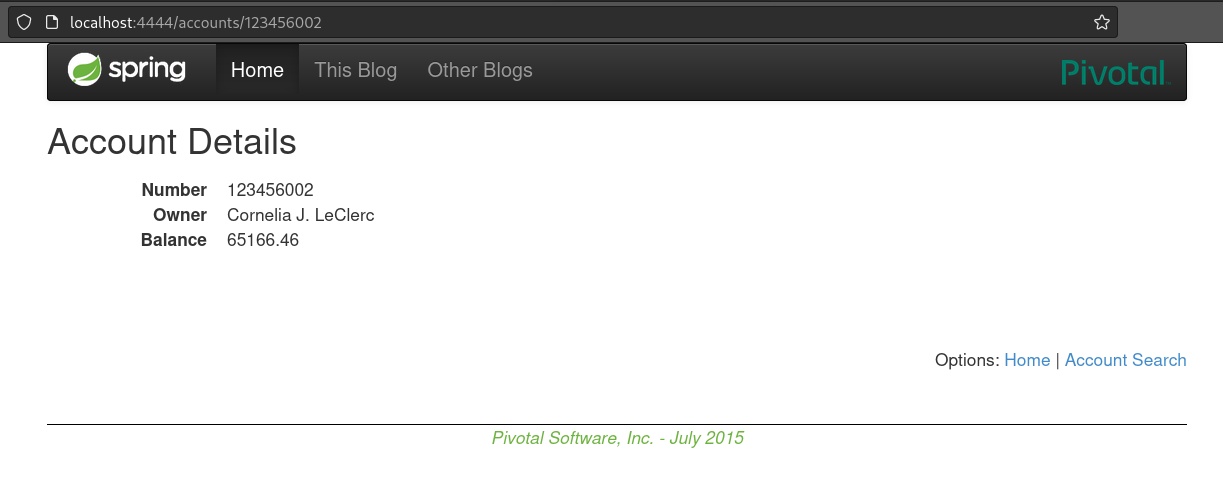 localhost:4444/accounts/123456002
spring Home This Blog Other Blogs Pivotal
Account Details
Number 123456002
Owner Cornelia J. LeClerc
Balance 65166.46
Options: Home | Account Search
Pivotal Software, Inc. - July 2015